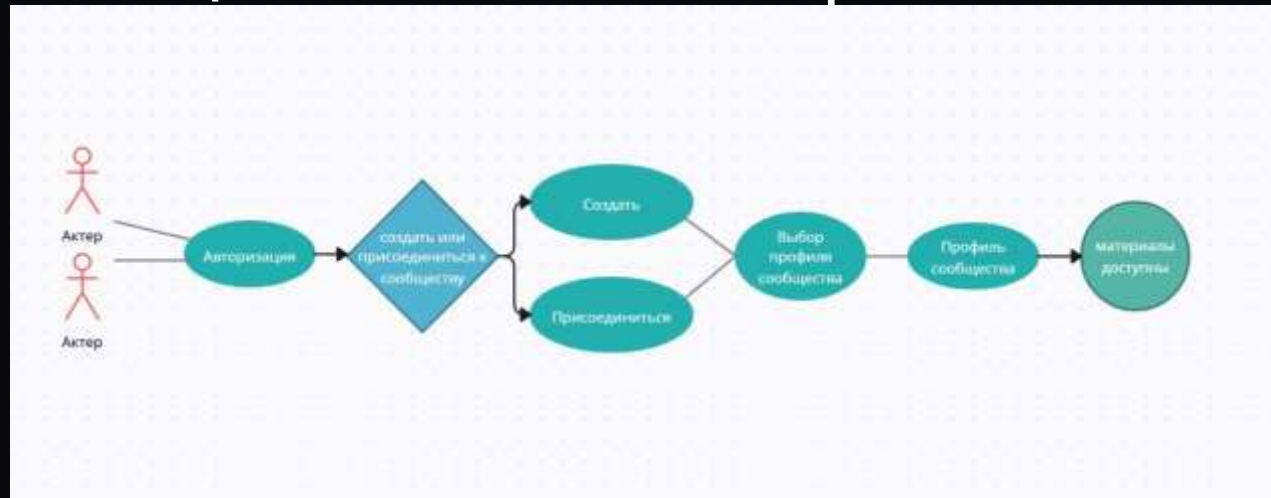 Актер
Актер
Авторизация
создать или
присоединиться к
сообществу
Создать
Присоединиться
Выбор
профиля
сообщества
Профиль
сообщества
материалы
доступны